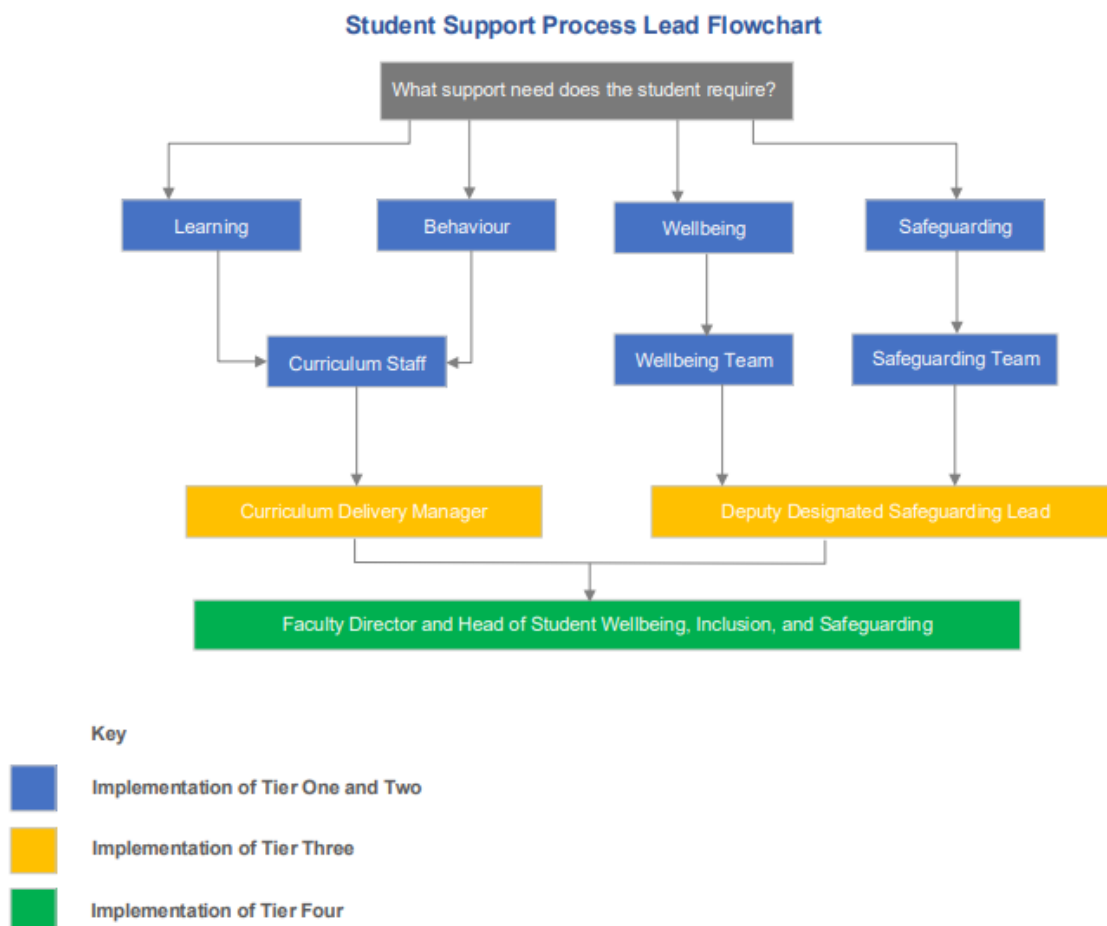 Student Support Process Lead Flowchart
What support need does the student require?
Learning
Behaviour
Wellbeing
Safeguarding
Curriculum Staff
Wellbeing Team
Safeguarding Team
Curriculum Delivery Manager
Deputy Designated Safeguarding Lead
Faculty Director and Head of Student Wellbeing, Inclusion, and Safeguarding
Key
Implementation of Tier One and Two
Implementation of Tier Three
Implementation of Tier Four